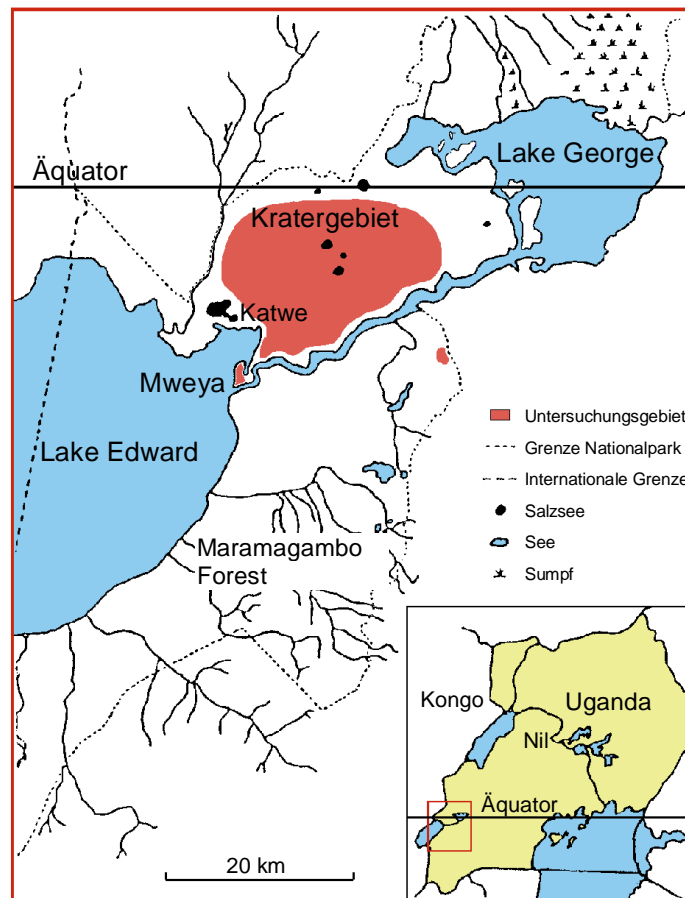 Lake George
Äquator
Kratergebiet
Katwe
Mweya
Lake Edward
Maramagambo
Forest
Untersuchungsgebiet
Grenze Nationalpark
Internationale Grenze
Salzsee
See
Sumpf
Kongo
Uganda
Nil
Äquator
20 km